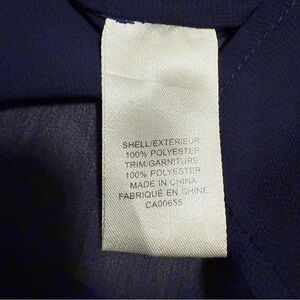 SHELL/EXTÉRIEUR
100% POLYESTER
TRIM/GARNITURE:
100% POLYESTER
MADE IN CHINA
FABRIQUÉ EN CHINE
CA00655